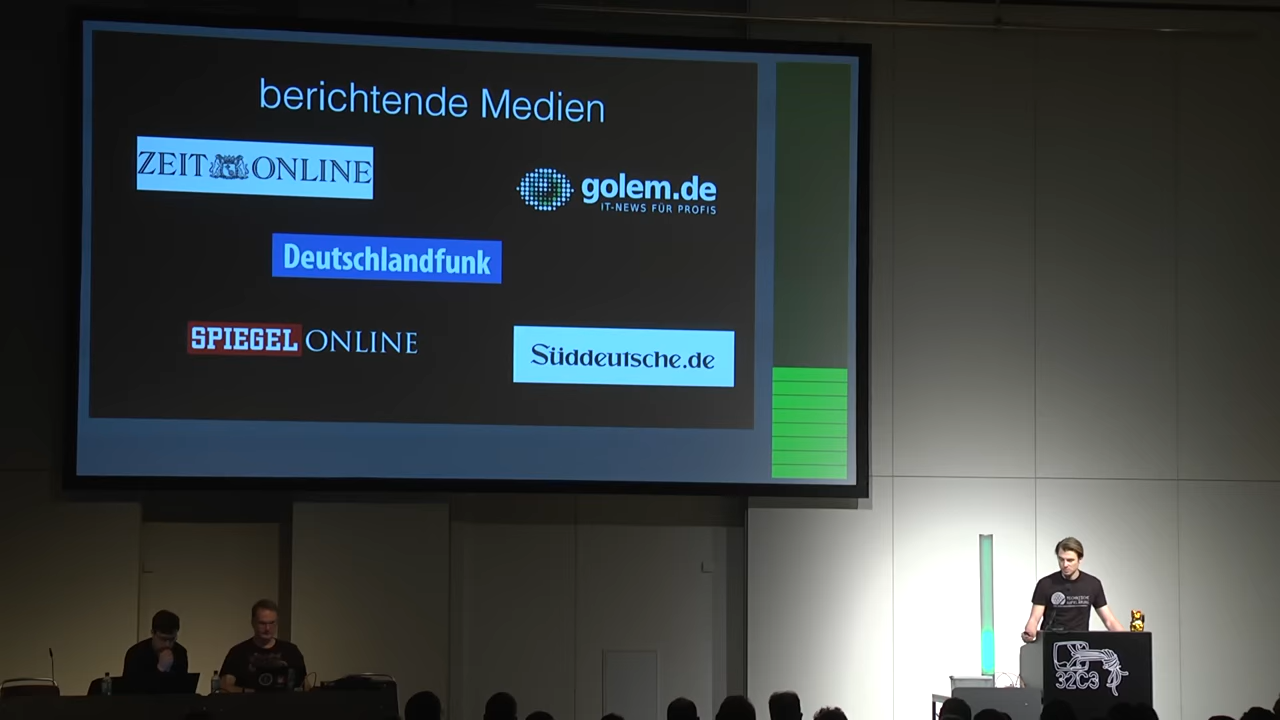 berichtende Medien
ZEIT ONLINE
golem.de
IT-NEWS FÜR PROFIS
Deutschlandfunk
SPIEGEL ONLINE
Süddeutsche.de
32C3